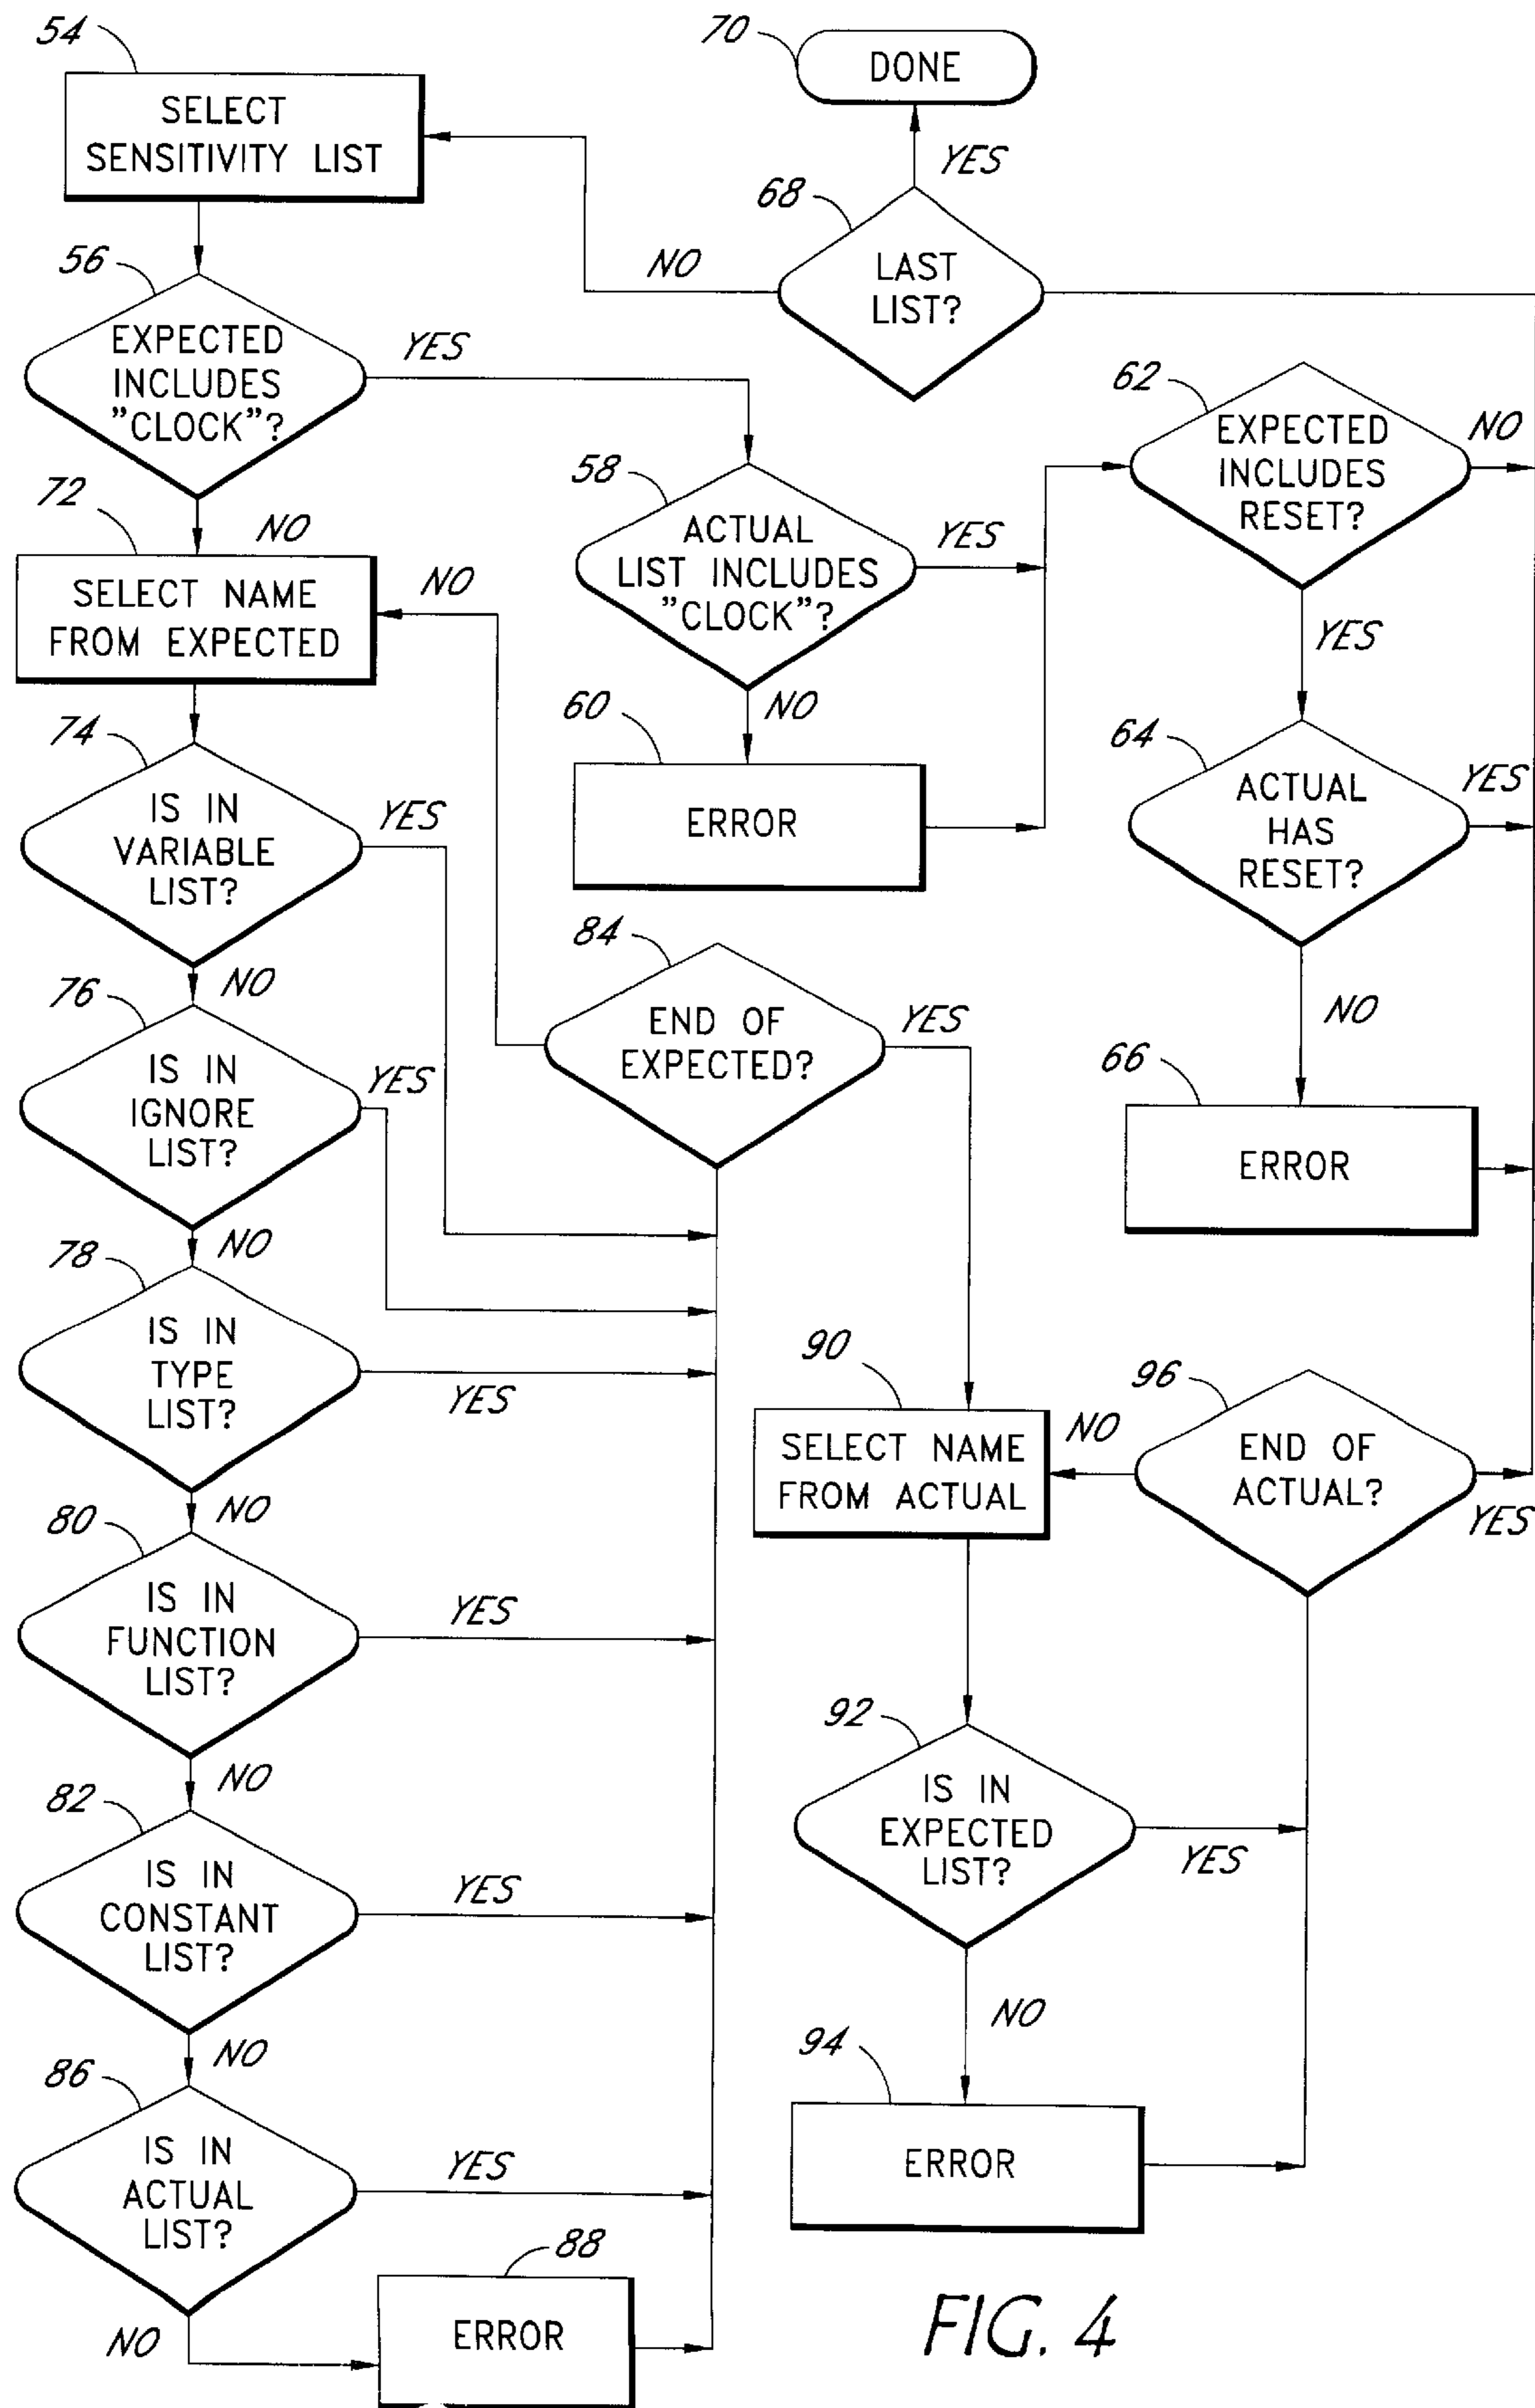 54
SELECT
SENSITIVITY LIST
70
DONE
YES
68
LAST
LIST?
NO
56
EXPECTED
INCLUDES
"CLOCK"?
YES
NO
58
ACTUAL
LIST INCLUDES
"CLOCK"?
YES
NO
60
ERROR
62
EXPECTED
INCLUDES
RESET?
NO
YES
64
ACTUAL
HAS
RESET?
YES
NO
66
ERROR
72
SELECT NAME
FROM EXPECTED
NO
74
IS IN
VARIABLE
LIST?
YES
NO
76
IS IN
IGNORE
LIST?
YES
NO
78
IS IN
TYPE
LIST?
YES
NO
80
IS IN
FUNCTION
LIST?
YES
NO
82
IS IN
CONSTANT
LIST?
YES
NO
86
IS IN
ACTUAL
LIST?
YES
NO
88
ERROR
84
END OF
EXPECTED?
YES
90
SELECT NAME
FROM ACTUAL
NO
96
END OF
ACTUAL?
YES
92
IS IN
EXPECTED
LIST?
YES
NO
94
ERROR
FIG. 4